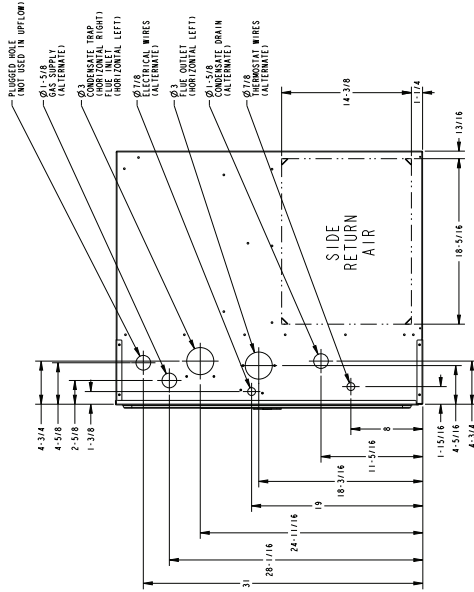 PLUGGED HOLE
(NOT USED IN UPFLOW)
Ø1-5/8
GAS SUPPLY
(ALTERNATE)
Ø3
CONDENSATE TRAP
(HORIZONTAL RIGHT)
FLUE INLET
(HORIZONTAL LEFT)
Ø7/8
ELECTRICAL WIRES
(ALTERNATE)
Ø3
FLUE OUTLET
(HORIZONTAL LEFT)
Ø1-5/8
CONDENSATE DRAIN
(ALTERNATE)
Ø7/8
THERMOSTAT WIRES
(ALTERNATE)
14-3/8
1-1/4
13/16
18-5/16
SIDE
RETURN
AIR
4-3/4
4-5/8
2-5/8
1-3/8
1-15/16
4-5/16
4-3/4
8
11-5/16
18-3/16
19
24-11/16
28-1/16
31